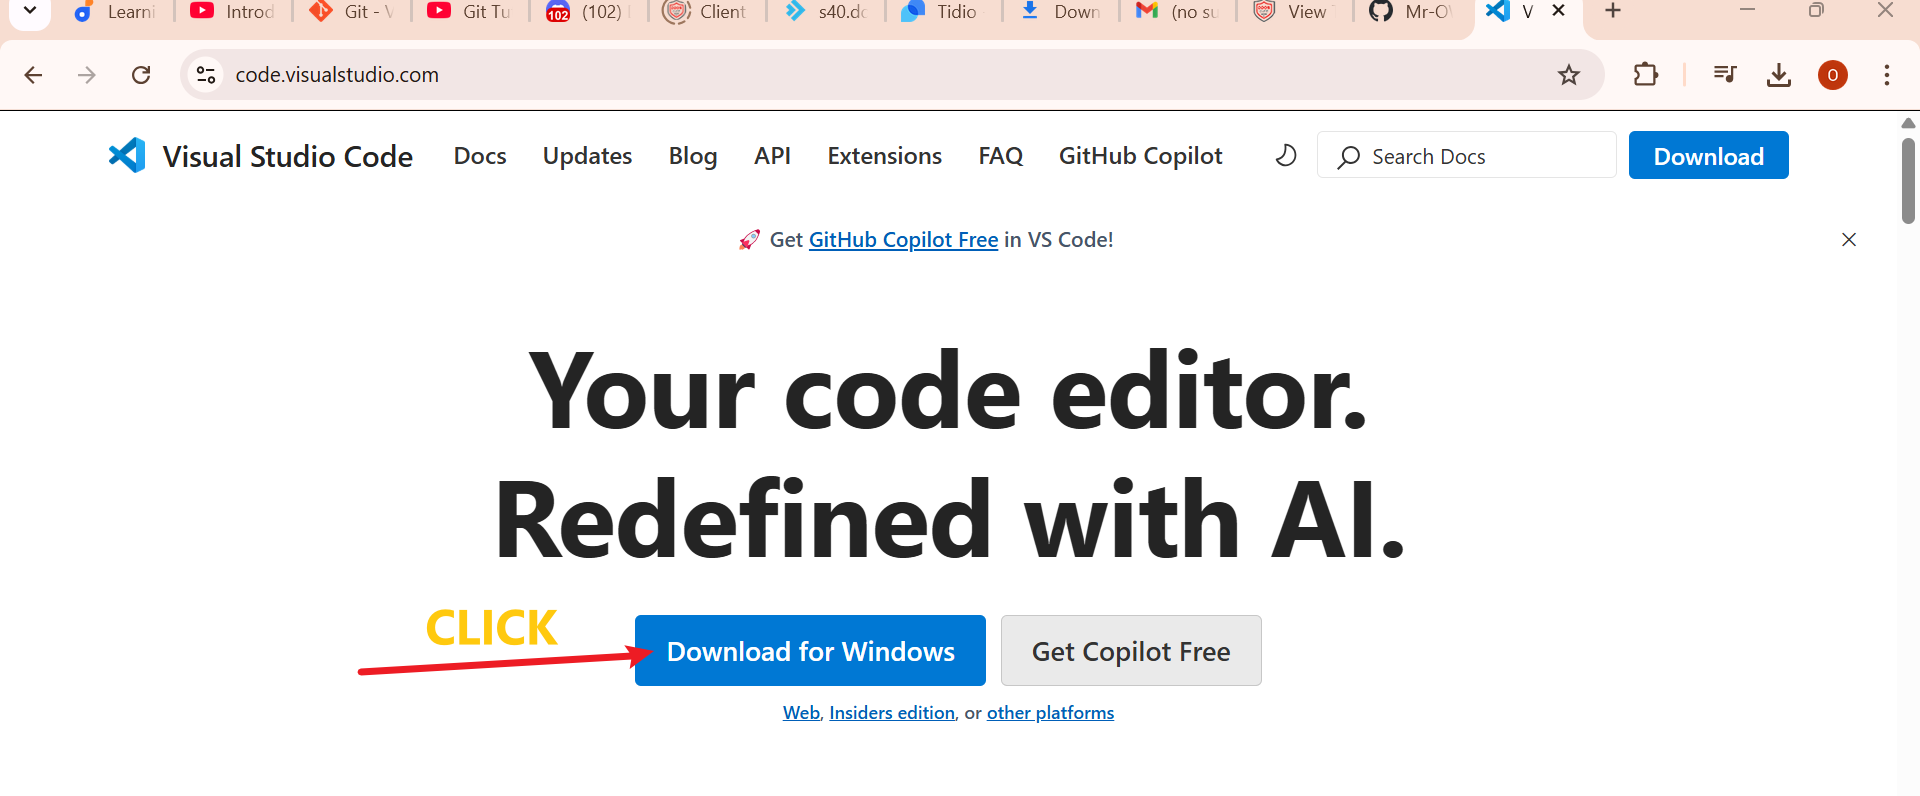 Learni
Introd
Git - V
Git Tu
102 (102)
Client
s40.do
Tidio
Down
(no su
View
Mr-O
V
code.visualstudio.com
O
Visual Studio Code
Docs
Updates
Blog
API
Extensions
FAQ
GitHub Copilot
Search Docs
Download
🚀 Get GitHub Copilot Free in VS Code!
Your code editor.
Redefined with AI.
CLICK
Download for Windows
Get Copilot Free
Web, Insiders edition, or other platforms